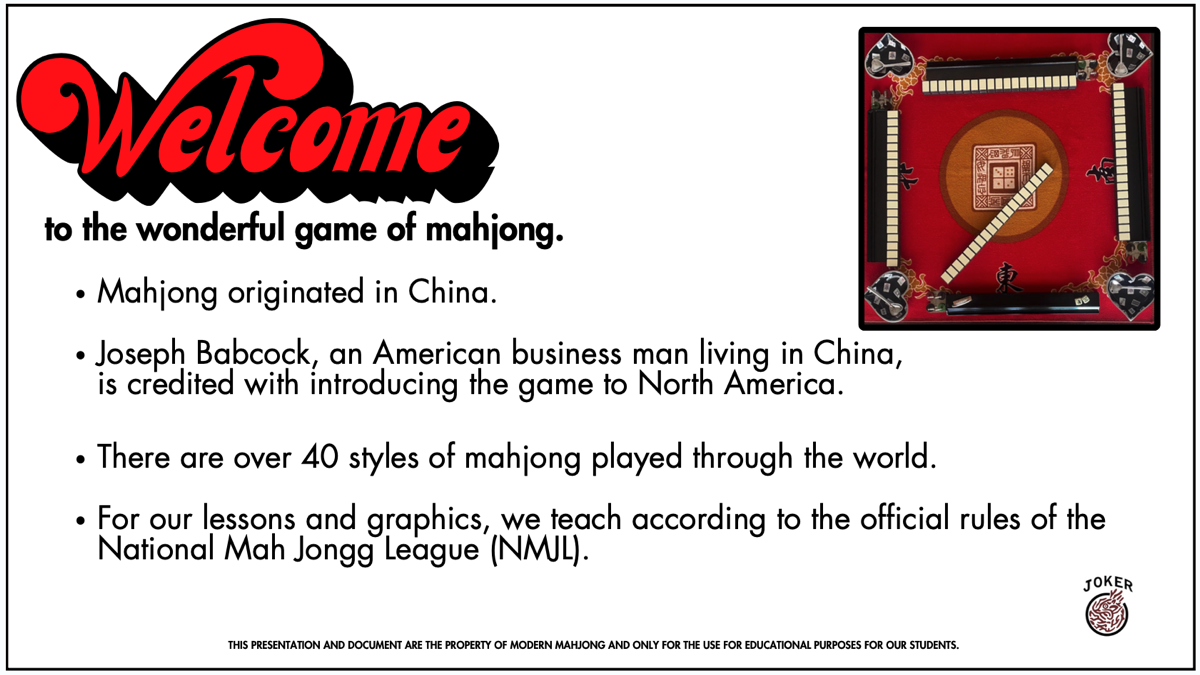 Welcome
to the wonderful game of mahjong.
• Mahjong originated in China.
• Joseph Babcock, an American business man living in China,
is credited with introducing the game to North America.
• There are over 40 styles of mahjong played through the world.
• For our lessons and graphics, we teach according to the official rules of the
National Mah Jongg League (NMJL).
南
東
JOKER
THIS PRESENTATION AND DOCUMENT ARE THE PROPERTY OF MODERN MAHJONG AND ONLY FOR THE USE FOR EDUCATIONAL PURPOSES FOR OUR STUDENTS.